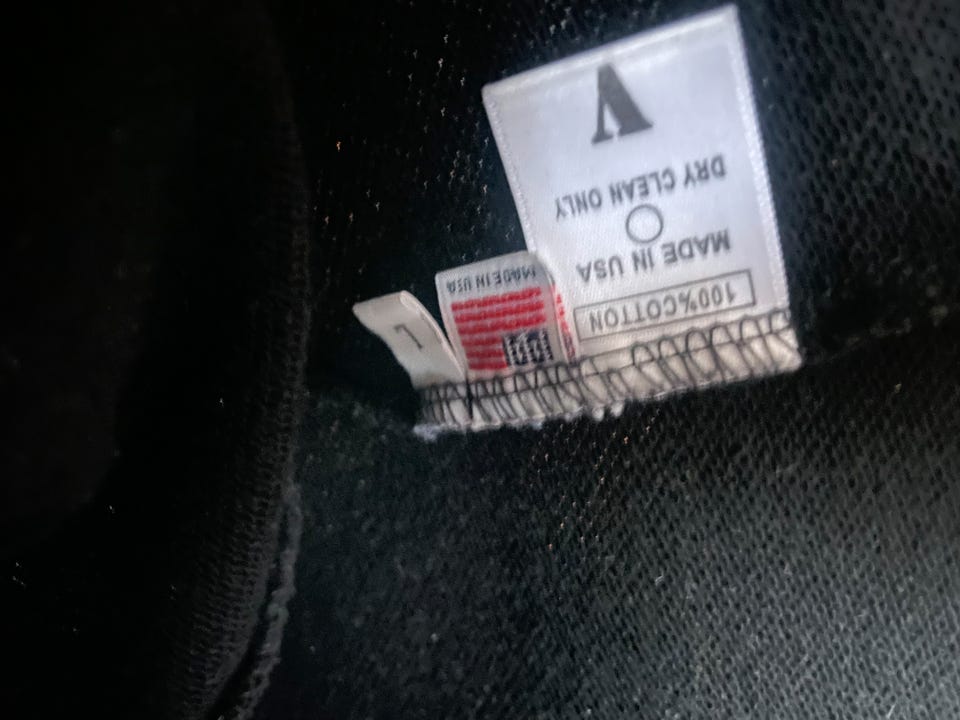 100%COTTON
MADE IN USA
DRY CLEAN ONLY
V
MADE IN USA
L